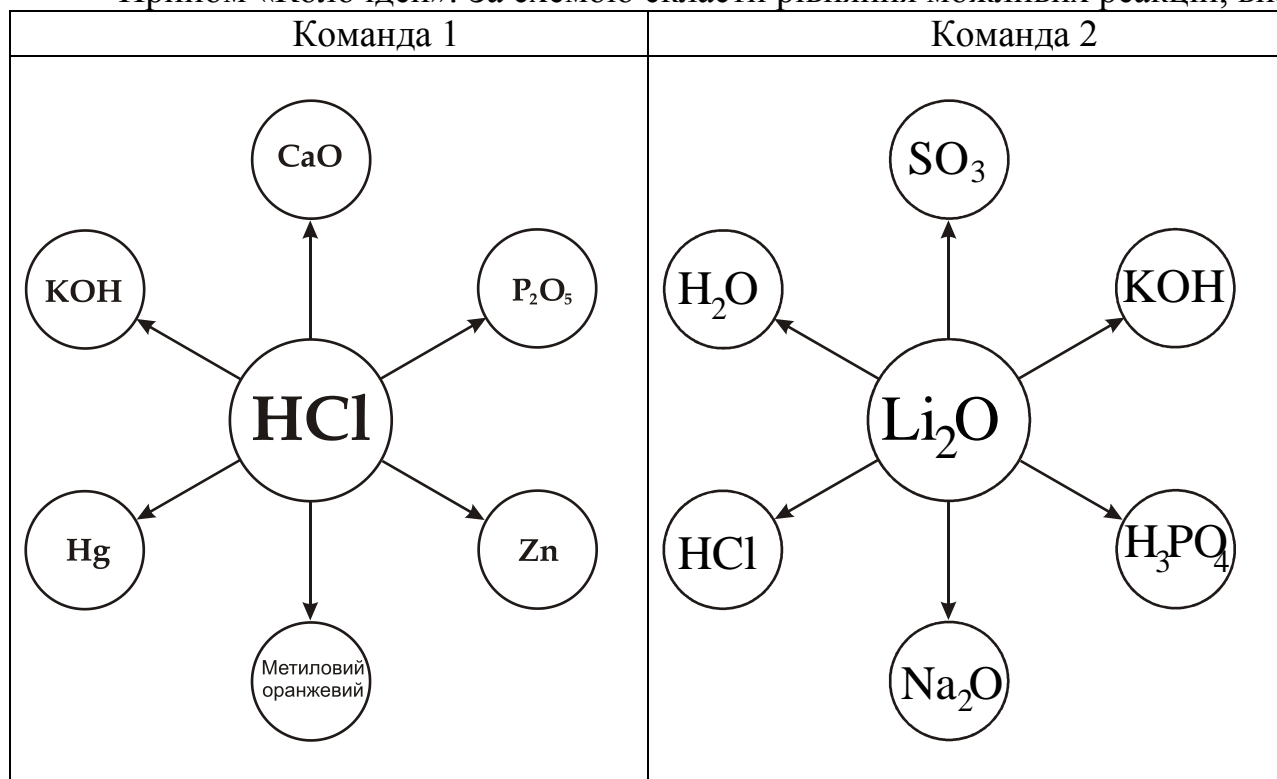 Команда 1
Команда 2
CaO
KOH
P₂O₅
HCl
Hg
Zn
Метиловий
оранжевий
SO₃
H₂O
KOH
Li₂O
HCl
H₃PO₄
Na₂O